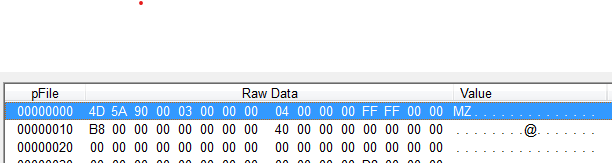 pFile Raw Data Value
00000000 4D 5A 90 00 03 00 00 00 04 00 00 00 FF FF 00 00 MZ . . . . . . . . . . . . . .
00000010 B8 00 00 00 00 00 00 00 40 00 00 00 00 00 00 00 . . . . . . . . @ . . . . . . .
00000020 00 00 00 00 00 00 00 00 00 00 00 00 00 00 00 00 . . . . . . . . . . . . . . . .